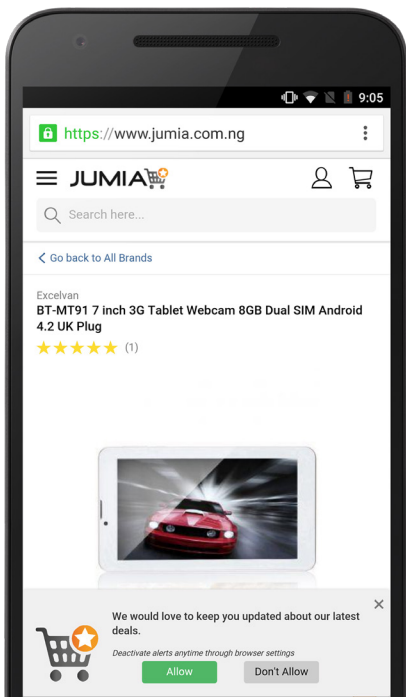 9:05
https://www.jumia.com.ng
JUMIA
Search here...
Go back to All Brands
Excelvan
BT-MT91 7 inch 3G Tablet Webcam 8GB Dual SIM Android
4.2 UK Plug
(1)
We would love to keep you updated about our latest
deals.
Deactivate alerts anytime through browser settings
Allow
Don't Allow